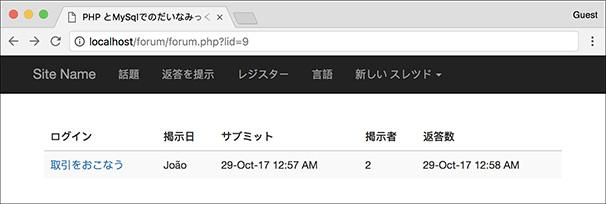 PHP とMySqlでのだいなみっく
Guest
localhost/forum/forum.php?lid=9
Site Name 話題 返答を提示 レジスター 言語 新しい スレツド
ログイン 掲示日 サブミット 掲示者 返答数
取引をおこなう João 29-Oct-17 12:57 AM 2 29-Oct-17 12:58 AM